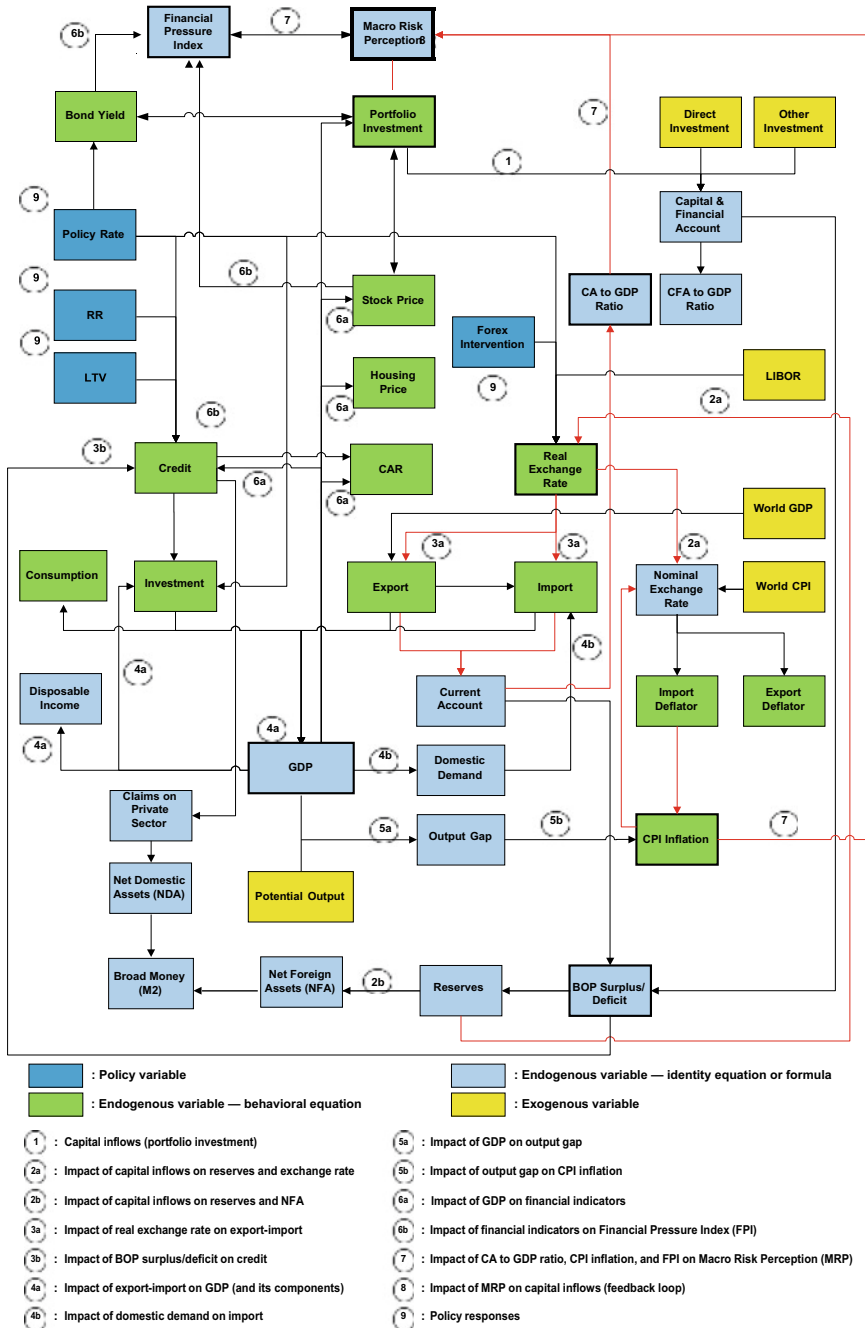 Financial
Pressure
Index
7
Macro Risk
Perception8
6b
Bond Yield
Portfolio
Investment
7
Direct
Investment
Other
Investment
1
9
Policy Rate
Capital &
Financial
Account
9
RR
6b
Stock Price
6a
CA to GDP
Ratio
CFA to GDP
Ratio
Forex
Intervention
9
LTV
Housing
Price
6a
9
LIBOR
2a
6b
3b
Credit
6a
CAR
6a
Real
Exchange
Rate
World GDP
3a
3a
2a
Consumption
Investment
Export
Import
Nominal
Exchange
Rate
World CPI
4b
4a
Disposable
Income
Current
Account
Import
Deflator
Export
Deflator
4a
4a
GDP
4b
Domestic
Demand
Claims on
Private
Sector
5a
Output Gap
5b
CPI Inflation
7
Net Domestic
Assets (NDA)
Potential Output
Broad Money
(M2)
Net Foreign
Assets (NFA)
2b
Reserves
BOP Surplus/
Deficit
: Policy variable
: Endogenous variable — identity equation or formula
: Endogenous variable — behavioral equation
: Exogenous variable
1 : Capital inflows (portfolio investment)
2a : Impact of capital inflows on reserves and exchange rate
2b : Impact of capital inflows on reserves and NFA
3a : Impact of real exchange rate on export-import
3b : Impact of BOP surplus/deficit on credit
4a : Impact of export-import on GDP (and its components)
4b : Impact of domestic demand on import
5a : Impact of GDP on output gap
5b : Impact of output gap on CPI inflation
6a : Impact of GDP on financial indicators
6b : Impact of financial indicators on Financial Pressure Index (FPI)
7 : Impact of CA to GDP ratio, CPI inflation, and FPI on Macro Risk Perception (MRP)
8 : Impact of MRP on capital inflows (feedback loop)
9 : Policy responses